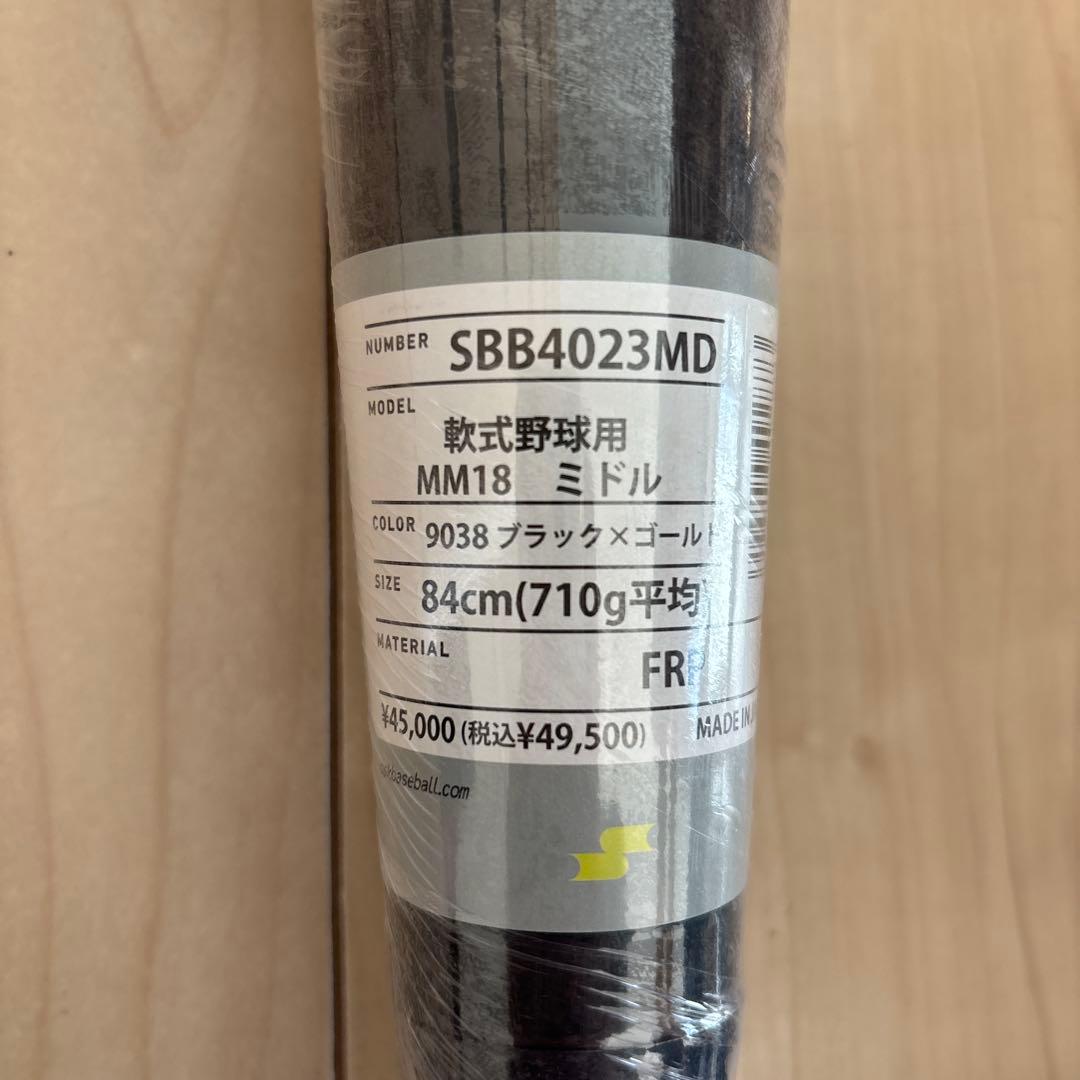 NUMBER SBB4023MD
MODEL
軟式野球用
MM18 ミドル
COLOR 9038 ブラック×ゴールド
SIZE 84cm(710g平均)
MATERIAL
FRP
¥45,000 (税込¥49,500) MADE IN